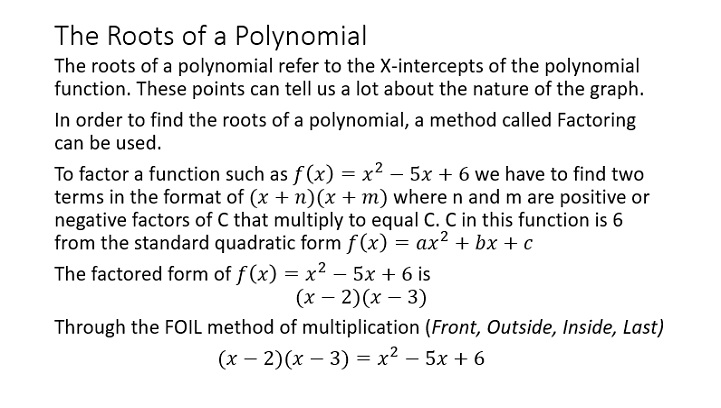 The Roots of a Polynomial
The roots of a polynomial refer to the X-intercepts of the polynomial
function. These points can tell us a lot about the nature of the graph.
In order to find the roots of a polynomial, a method called Factoring
can be used.
To factor a function such as f(x) = x² − 5x + 6 we have to find two
terms in the format of (x + n)(x + m) where n and m are positive or
negative factors of C that multiply to equal C. C in this function is 6
from the standard quadratic form f(x) = ax² + bx + c
The factored form of f(x) = x² − 5x + 6 is
(x − 2)(x − 3)
Through the FOIL method of multiplication (Front, Outside, Inside, Last)
(x − 2)(x − 3) = x² − 5x + 6